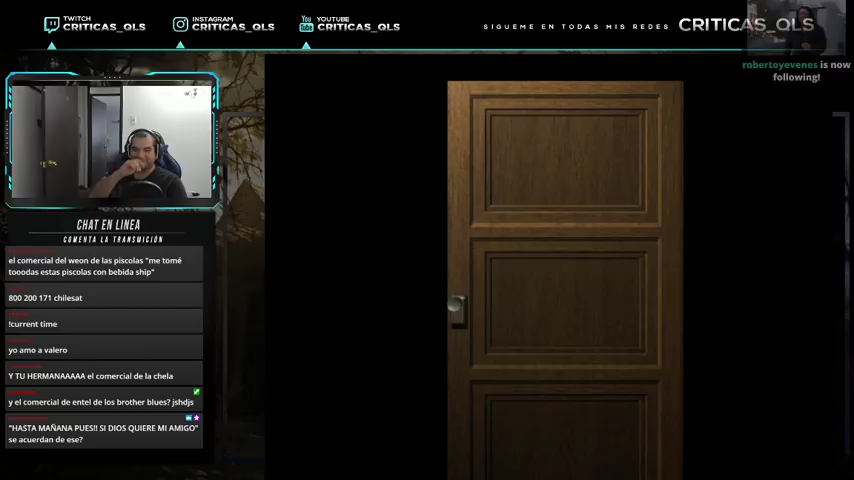 TWITCH
CRITICAS_QLS
INSTAGRAM
CRITICAS_QLS
You
Tube
YOUTUBE
CRITICAS_QLS
SIGUEME EN TODAS MIS REDES
CRITICAS_QLS
robertoyevenes is now
following!
CHAT EN LINEA
COMENTA LA TRANSMICIÓN
el comercial del weon de las piscolas "me tomé
tooodas estas piscolas con bebida ship"
800 200 171 chilesat
!current time
yo amo a valero
Y TU HERMANAAAAA el comercial de la chela
y el comercial de entel de los brother blues? jshdjs
"HASTA MAÑANA PUES!! SI DIOS QUIERE MI AMIGO"
se acuerdan de ese?